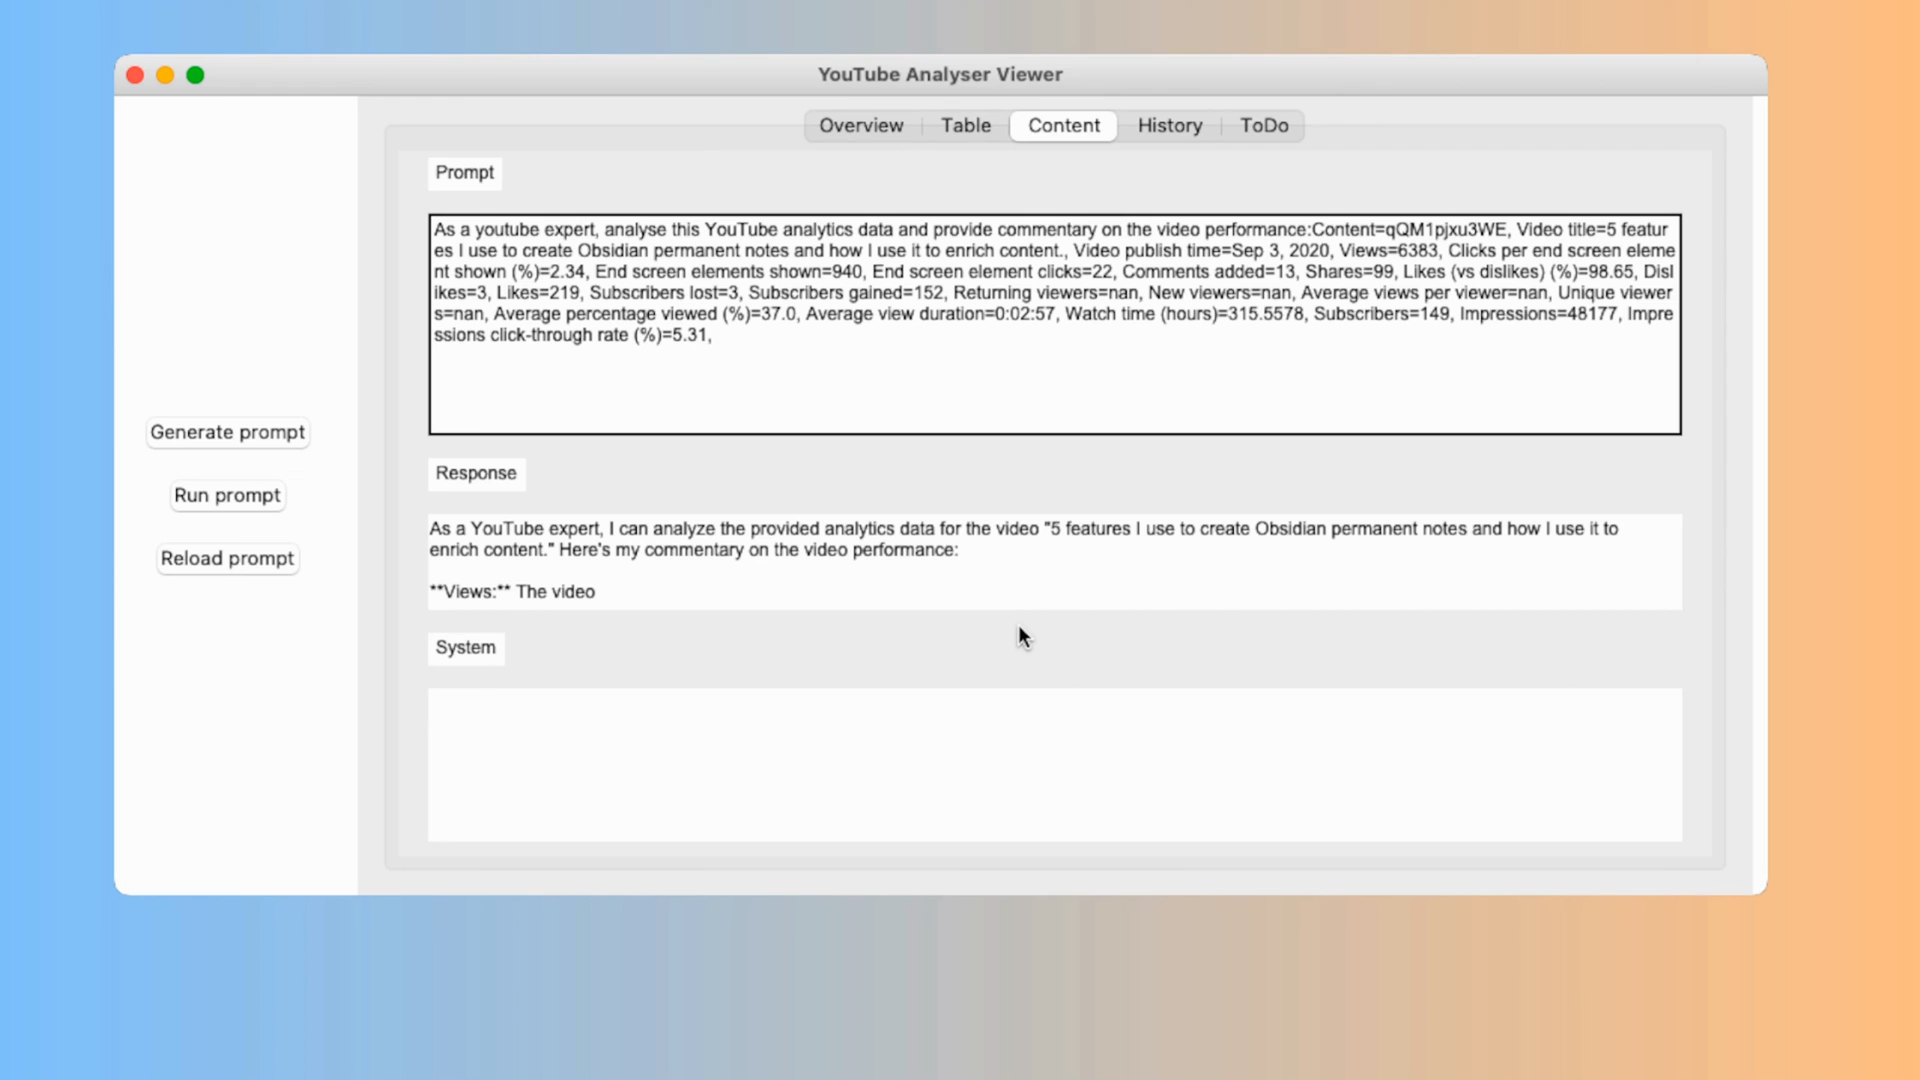 YouTube Analyser Viewer
Overview
Table
Content
History
ToDo
Prompt
As a youtube expert, analyse this YouTube analytics data and provide commentary on the video performance:Content=qQM1pjxu3WE, Video title=5 featur
es I use to create Obsidian permanent notes and how I use it to enrich content., Video publish time=Sep 3, 2020, Views=6383, Clicks per end screen eleme
nt shown (%)=2.34, End screen elements shown=940, End screen element clicks=22, Comments added=13, Shares=99, Likes (vs dislikes) (%)=98.65, Disl
ikes=3, Likes=219, Subscribers lost=3, Subscribers gained=152, Returning viewers=nan, New viewers=nan, Average views per viewer=nan, Unique viewer
s=nan, Average percentage viewed (%)=37.0, Average view duration=0:02:57, Watch time (hours)=315.5578, Subscribers=149, Impressions=48177, Impre
ssions click-through rate (%)=5.31,
Generate prompt
Run prompt
Reload prompt
Response
As a YouTube expert, I can analyze the provided analytics data for the video "5 features I use to create Obsidian permanent notes and how I use it to
enrich content." Here's my commentary on the video performance:
**Views:** The video
System